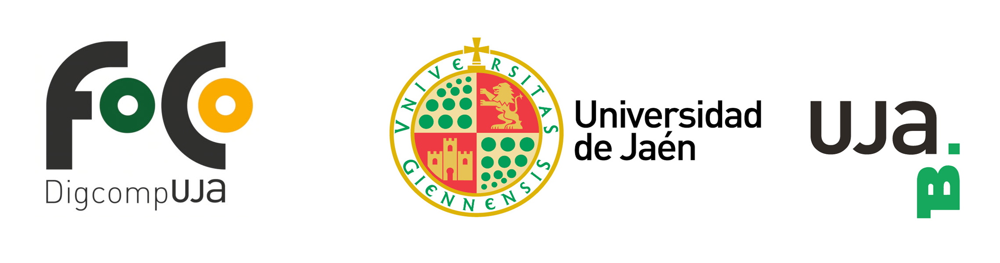 FoCo
DigcompUJa
VNIVERSITAS
GIENNENSIS
Universidad
de Jaén
UJa.
B